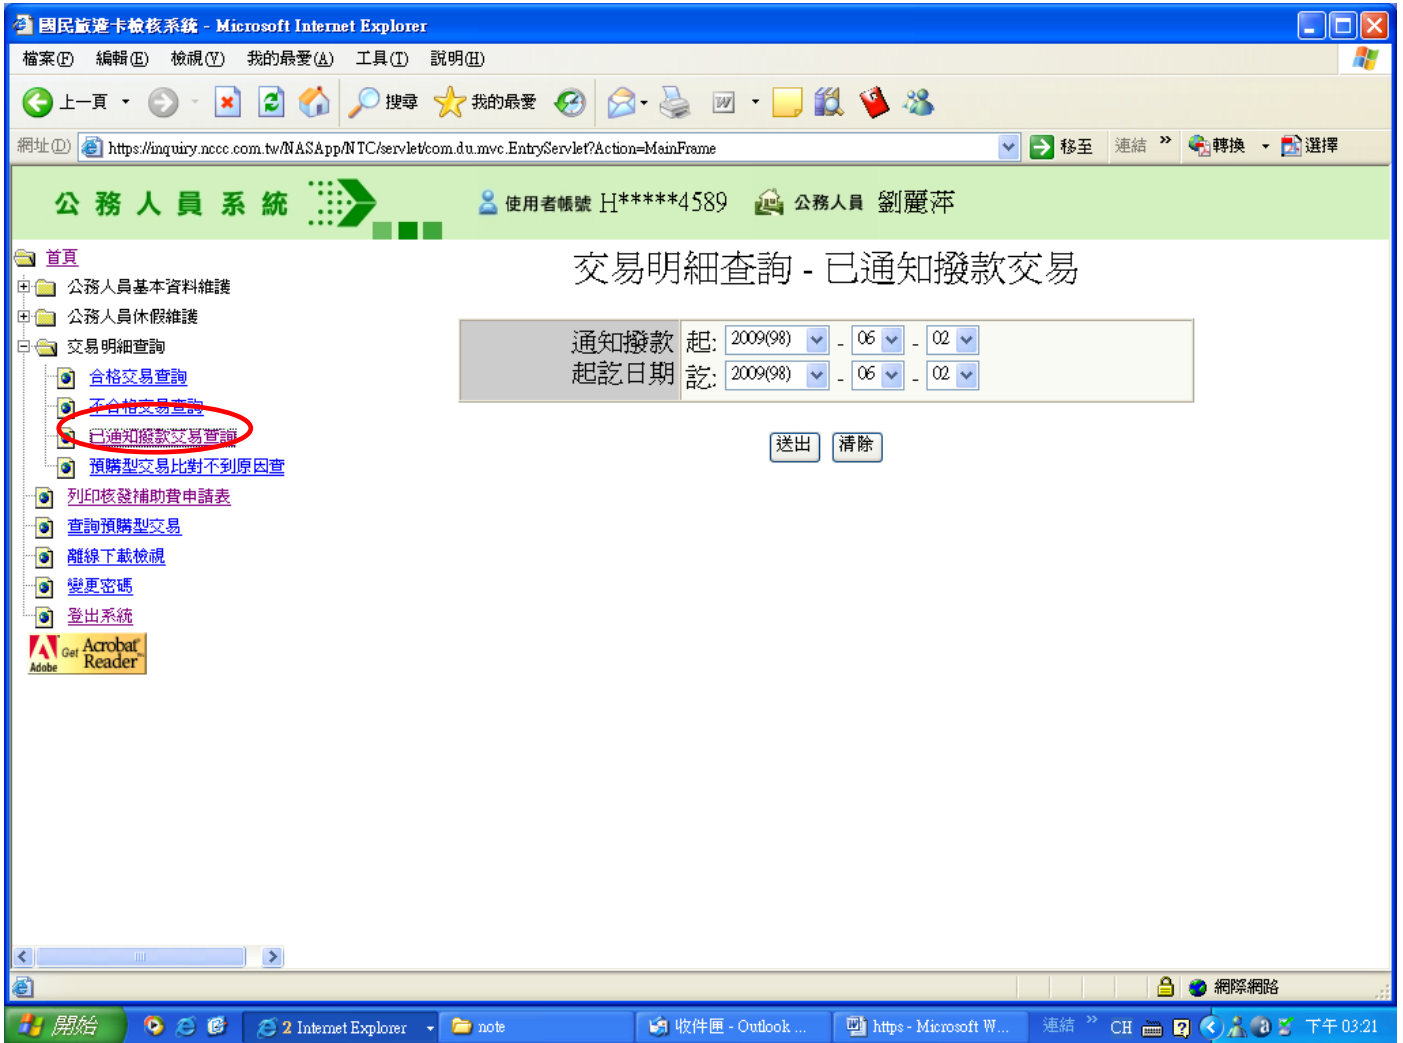 國民旅遊卡檢核系統 - Microsoft Internet Explorer
檔案(F) 編輯(E) 檢視(V) 我的最愛(A) 工具(T) 說明(H)
上一頁 搜尋 我的最愛
網址(D) https://inquiry.nccc.com.tw/NASApp/NTC/servlet/com.du.mvc.EntryServlet?Action=MainFrame 移至 連結 » 轉換 選擇
公務人員系統 使用者帳號 H*****4589 公務人員 劉麗萍
首頁
公務人員基本資料維護
公務人員休假維護
交易明細查詢
合格交易查詢
不合格交易查詢
已通知撥款交易查詢
預購型交易比對不到原因查
列印核發補助費申請表
查詢預購型交易
離線下載檢視
變更密碼
登出系統
Adobe Get Acrobat Reader
交易明細查詢 - 已通知撥款交易
通知撥款 起: 2009(98) - 06 - 02
起訖日期 訖: 2009(98) - 06 - 02
送出 清除
網際網路
開始 2 Internet Explorer note 收件匣 - Outlook ... https - Microsoft W... 連結 » CH 下午 03:21